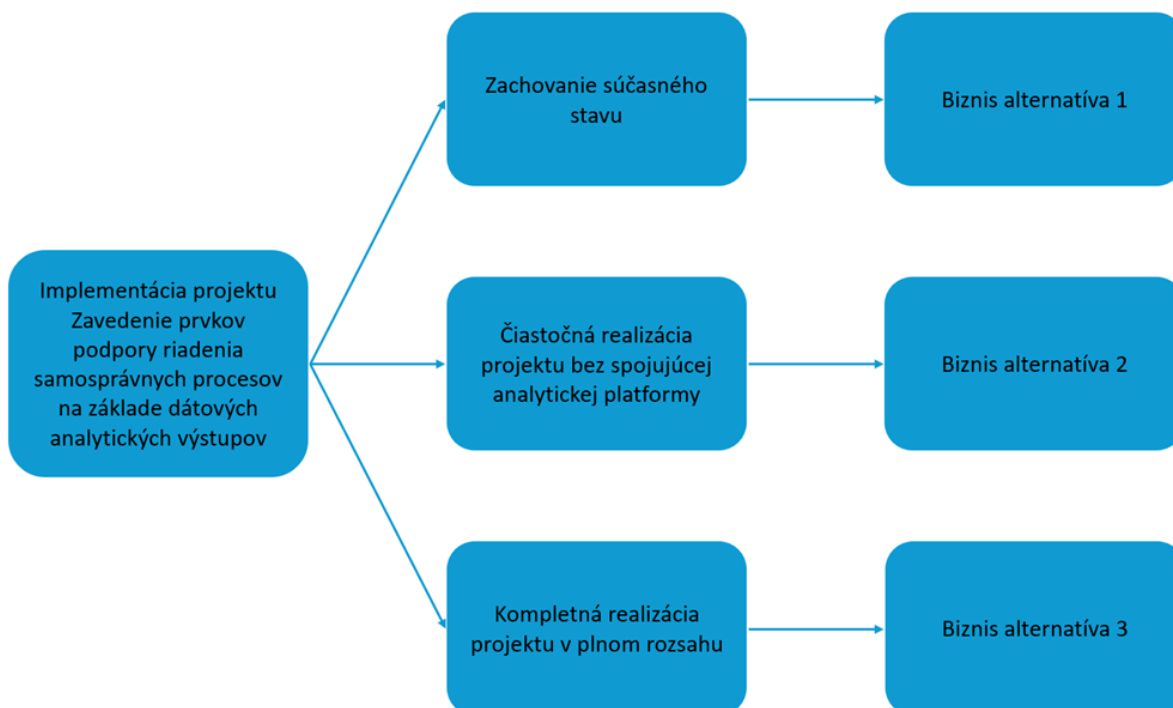 Zachovanie súčasného
stavu
Biznis alternatíva 1
Implementácia projektu
Zavedenie prvkov
podpory riadenia
samosprávnych procesov
na základe dátových
analytických výstupov
Čiastočná realizácia
projektu bez spojujúcej
analytickej platformy
Biznis alternatíva 2
Kompletná realizácia
projektu v plnom rozsahu
Biznis alternatíva 3